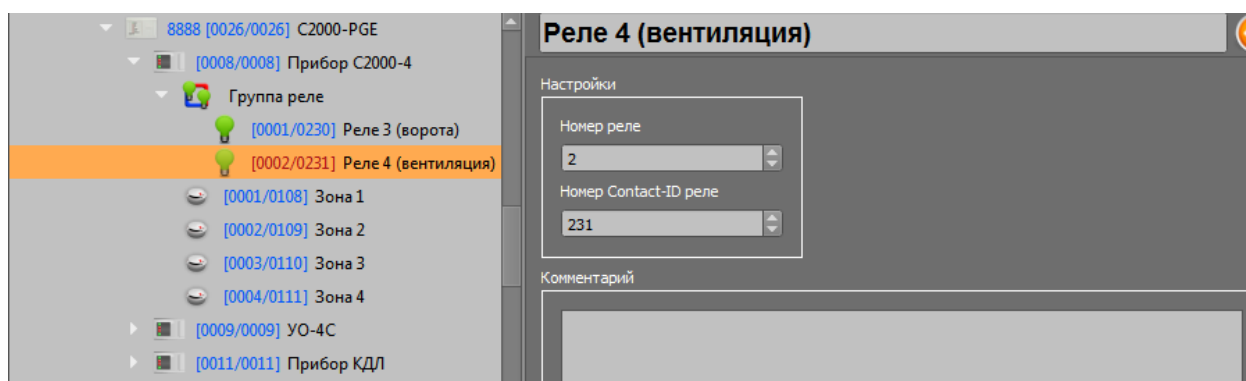 8888 [0026/0026] C2000-PGE
[0008/0008] Прибор С2000-4
Группа реле
[0001/0230] Реле 3 (ворота)
[0002/0231] Реле 4 (вентиляция)
[0001/0108] Зона 1
[0002/0109] Зона 2
[0003/0110] Зона 3
[0004/0111] Зона 4
[0009/0009] УО-4С
[0011/0011] Прибор КДЛ
Реле 4 (вентиляция)
Настройки
Номер реле
2
Номер Contact-ID реле
231
Комментарий